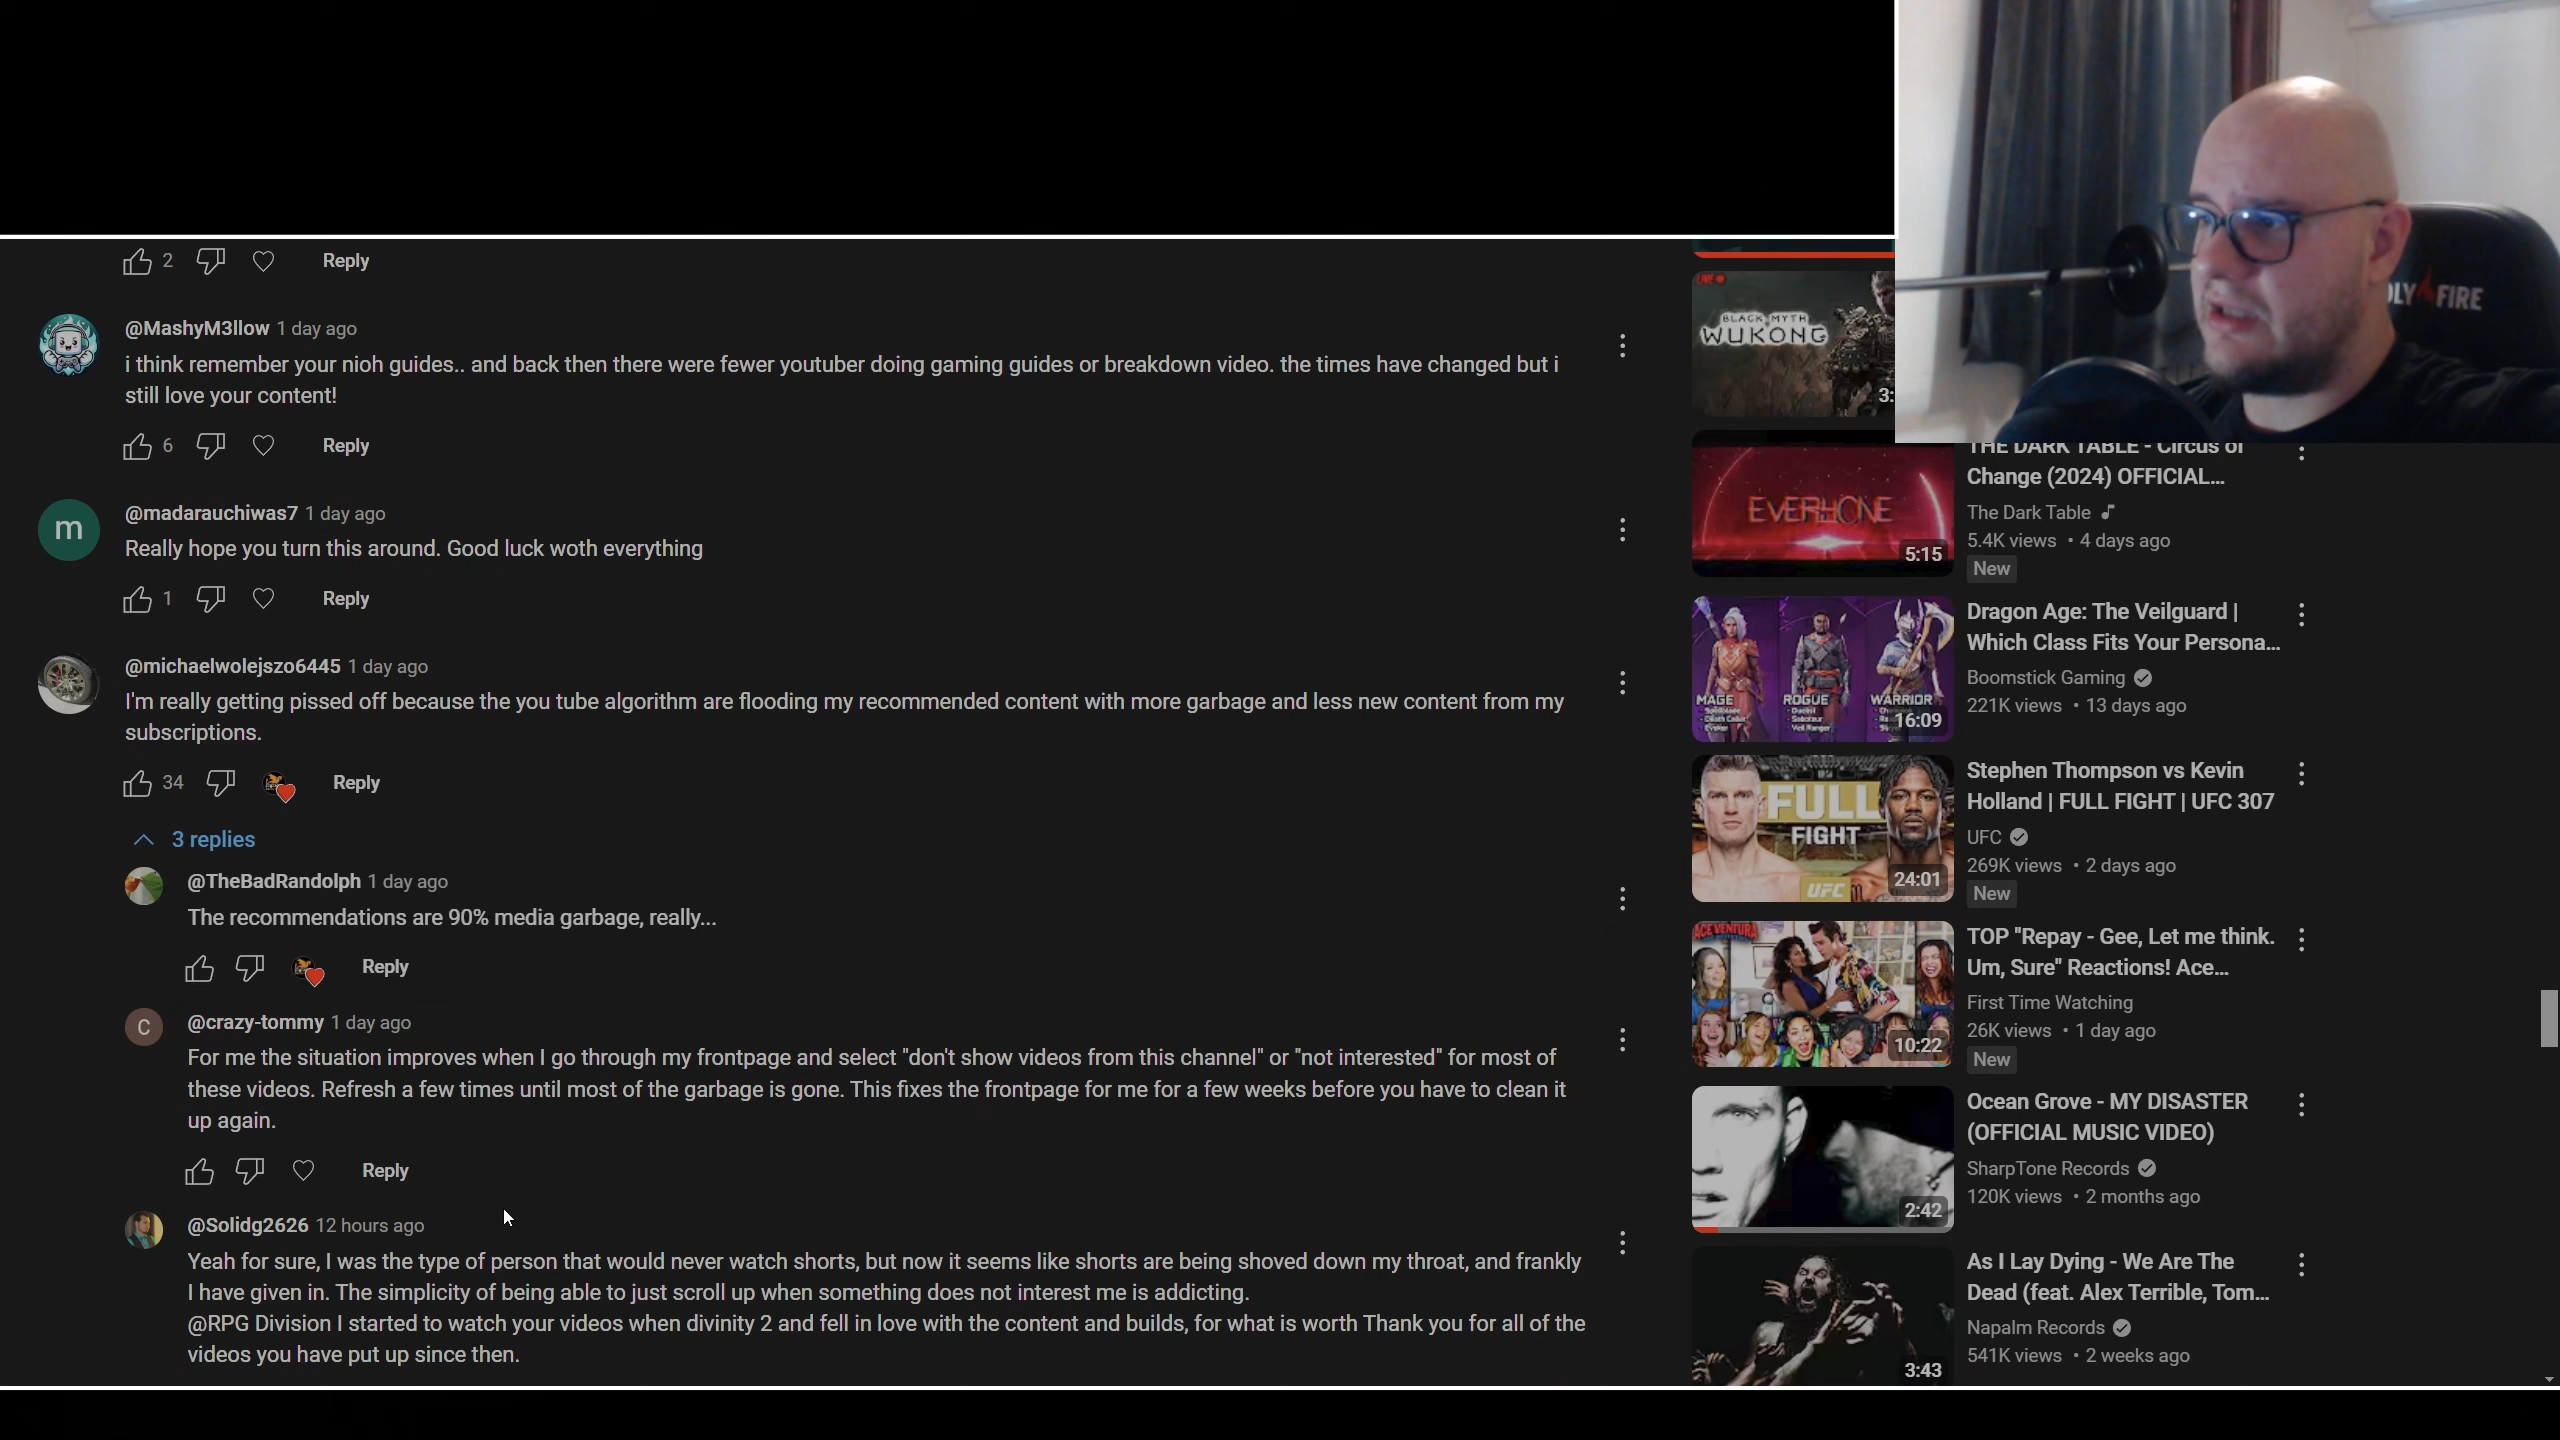 2
Reply
@MashyM3llow 1 day ago
i think remember your nioh guides.. and back then there were fewer youtuber doing gaming guides or breakdown video. the times have changed but i
still love your content!
6
Reply
m
@madarauchiwas7 1 day ago
Really hope you turn this around. Good luck woth everything
1
Reply
@michaelwolejszo6445 1 day ago
I'm really getting pissed off because the you tube algorithm are flooding my recommended content with more garbage and less new content from my
subscriptions.
34
Reply
3 replies
@TheBadRandolph 1 day ago
The recommendations are 90% media garbage, really...
Reply
C
@crazy-tommy 1 day ago
For me the situation improves when I go through my frontpage and select "don't show videos from this channel" or "not interested" for most of
these videos. Refresh a few times until most of the garbage is gone. This fixes the frontpage for me for a few weeks before you have to clean it
up again.
Reply
@Solidg2626 12 hours ago
Yeah for sure, I was the type of person that would never watch shorts, but now it seems like shorts are being shoved down my throat, and frankly
I have given in. The simplicity of being able to just scroll up when something does not interest me is addicting.
@RPG Division I started to watch your videos when divinity 2 and fell in love with the content and builds, for what is worth Thank you for all of the
videos you have put up since then.
LIVE
BLACK MYTH
WUKONG
3:
DLY FIRE
EVERHONE
5:15
THE DARK TABLE - Circus of
Change (2024) OFFICIAL...
The Dark Table
5.4K views • 4 days ago
New
MAGE
ROGUE
WARRIOR
16:09
Dragon Age: The Veilguard |
Which Class Fits Your Persona...
Boomstick Gaming
221K views • 13 days ago
FULL
FIGHT
UFC
24:01
Stephen Thompson vs Kevin
Holland | FULL FIGHT | UFC 307
UFC
269K views • 2 days ago
New
ACE VENTURA
10:22
TOP "Repay - Gee, Let me think.
Um, Sure" Reactions! Ace...
First Time Watching
26K views • 1 day ago
New
2:42
Ocean Grove - MY DISASTER
(OFFICIAL MUSIC VIDEO)
SharpTone Records
120K views • 2 months ago
3:43
As I Lay Dying - We Are The
Dead (feat. Alex Terrible, Tom...
Napalm Records
541K views • 2 weeks ago